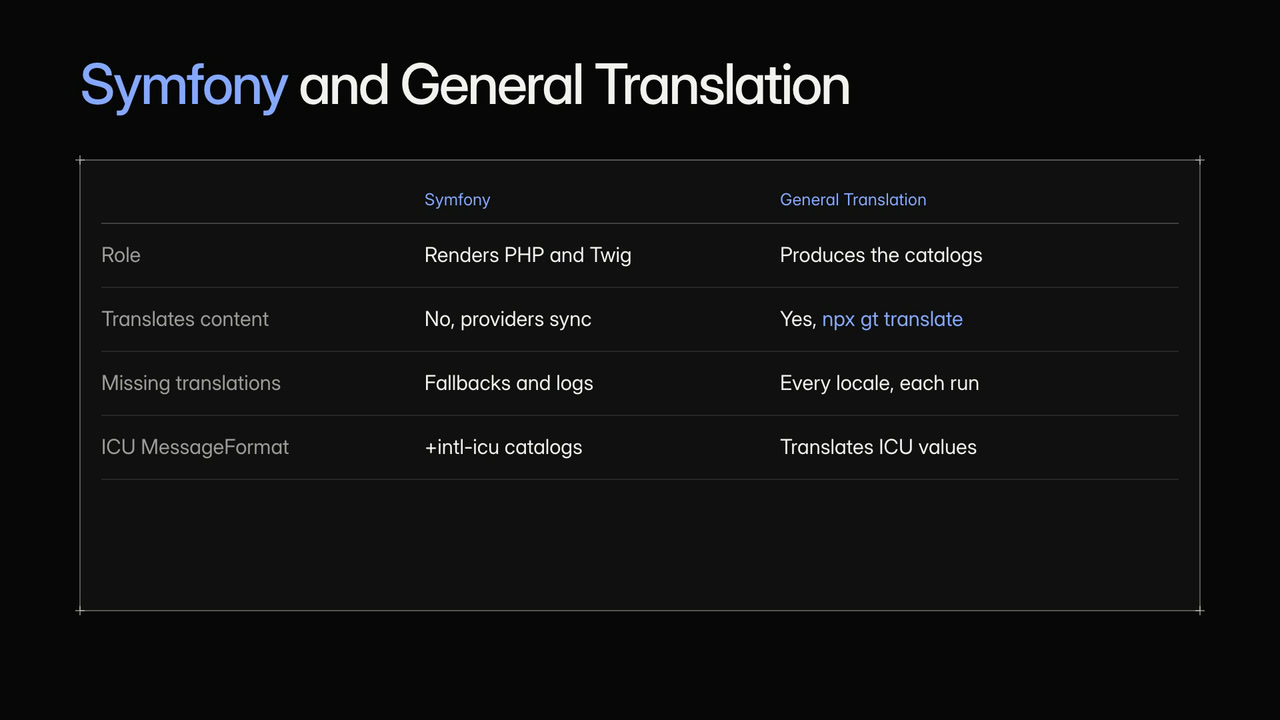 Symfony and General Translation
Symfony General Translation
Role Renders PHP and Twig Produces the catalogs
Translates content No, providers sync Yes, npx gt translate
Missing translations Fallbacks and logs Every locale, each run
ICU MessageFormat +intl-icu catalogs Translates ICU values